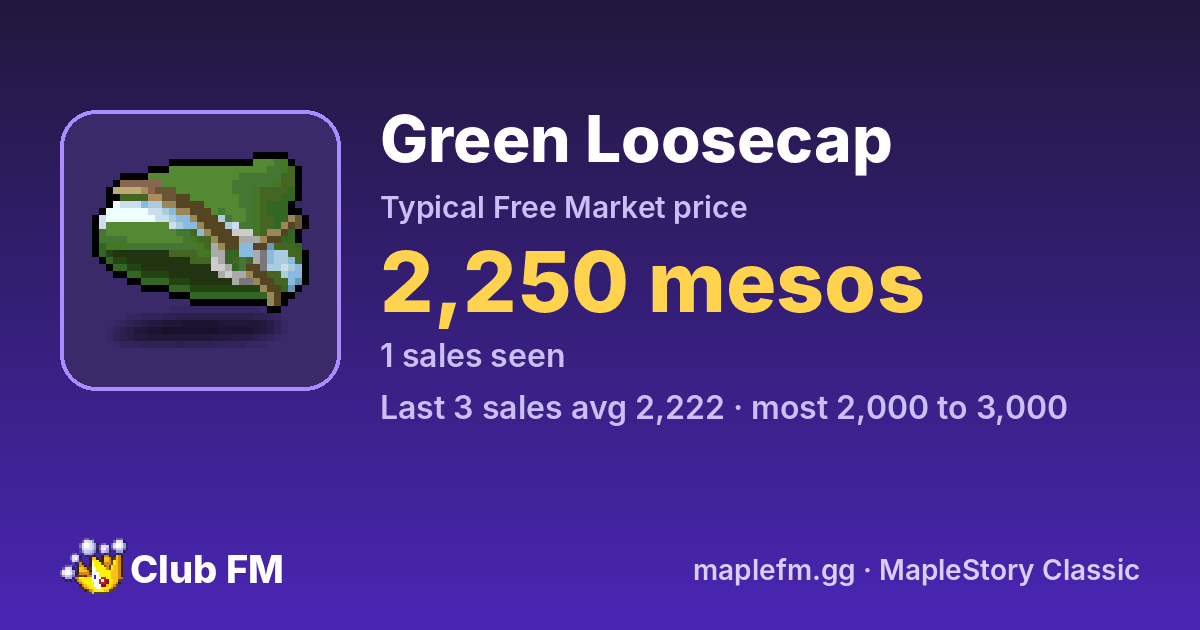 Green Loosecap
Typical Free Market price
2,250 mesos
1 sales seen
Last 3 sales avg 2,222 · most 2,000 to 3,000
Club FM
maplefm.gg · MapleStory Classic